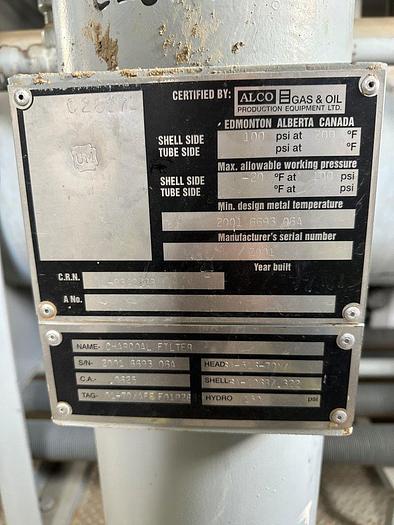 CERTIFIED BY: ALCO GAS & OIL
PRODUCTION EQUIPMENT LTD.
EDMONTON ALBERTA CANADA
SHELL SIDE 100 psi at 200 °F
TUBE SIDE psi at °F
Max. allowable working pressure
SHELL SIDE -20 °F at 100 psi
TUBE SIDE °F at psi
Min. design metal temperature
2001 6693 06A
Manufacturer's serial number
2001
Year built
UM
C.R.N.
A No.
NAME- CHARCOAL FILTER
S/N- 2001 6693 06A HEAD
C.A.- .0625 SHELL
TAG- HYDRO psi